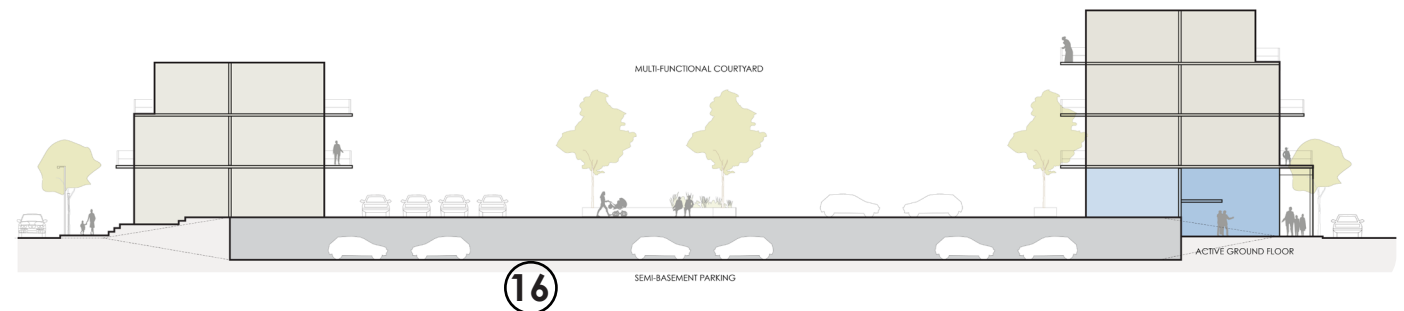 MULTI-FUNCTIONAL COURTYARD
ACTIVE GROUND FLOOR
SEMI-BASEMENT PARKING
16